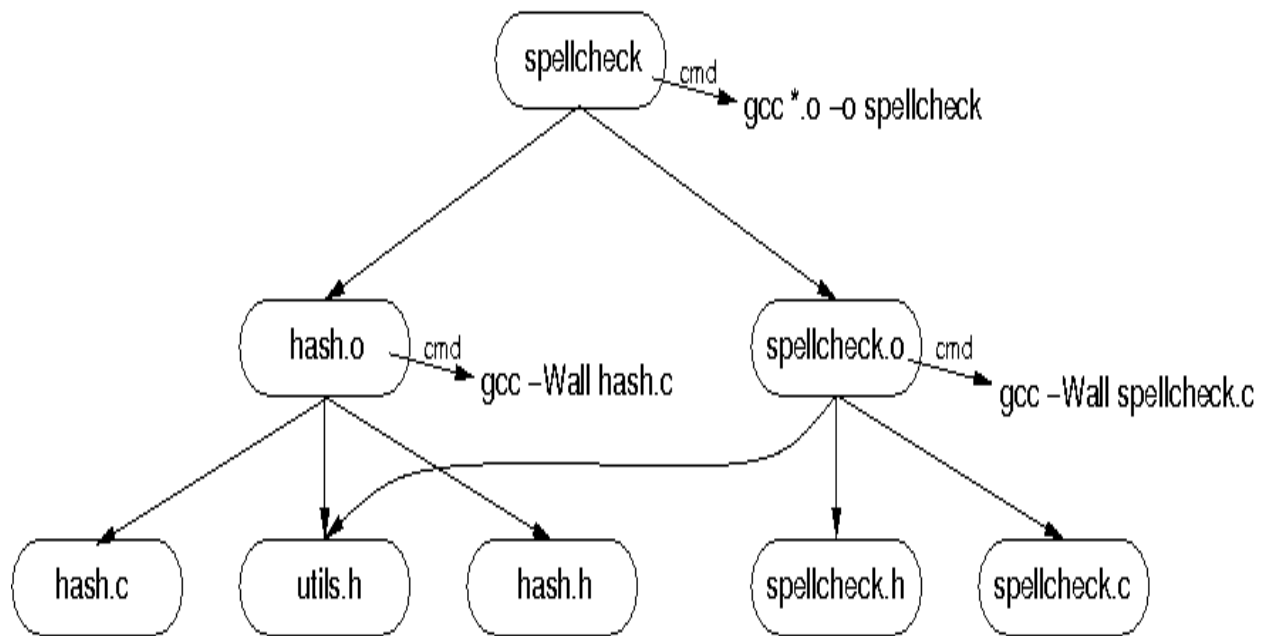 spellcheck
cmd
gcc *.o –o spellcheck
hash.o
cmd
gcc –Wall hash.c
spellcheck.o
cmd
gcc –Wall spellcheck.c
hash.c
utils.h
hash.h
spellcheck.h
spellcheck.c